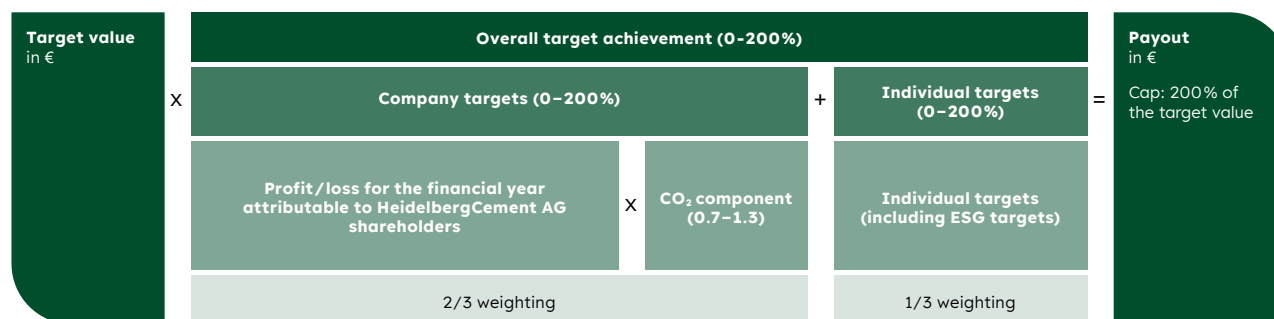 Target value
in €
x
Overall target achievement (0-200%)
Company targets (0–200%)
+
Individual targets
(0–200%)
=
Profit/loss for the financial year
attributable to HeidelbergCement AG
shareholders
x
CO₂ component
(0.7–1.3)
Individual targets
(including ESG targets)
2/3 weighting
1/3 weighting
Payout
in €
Cap: 200% of
the target value